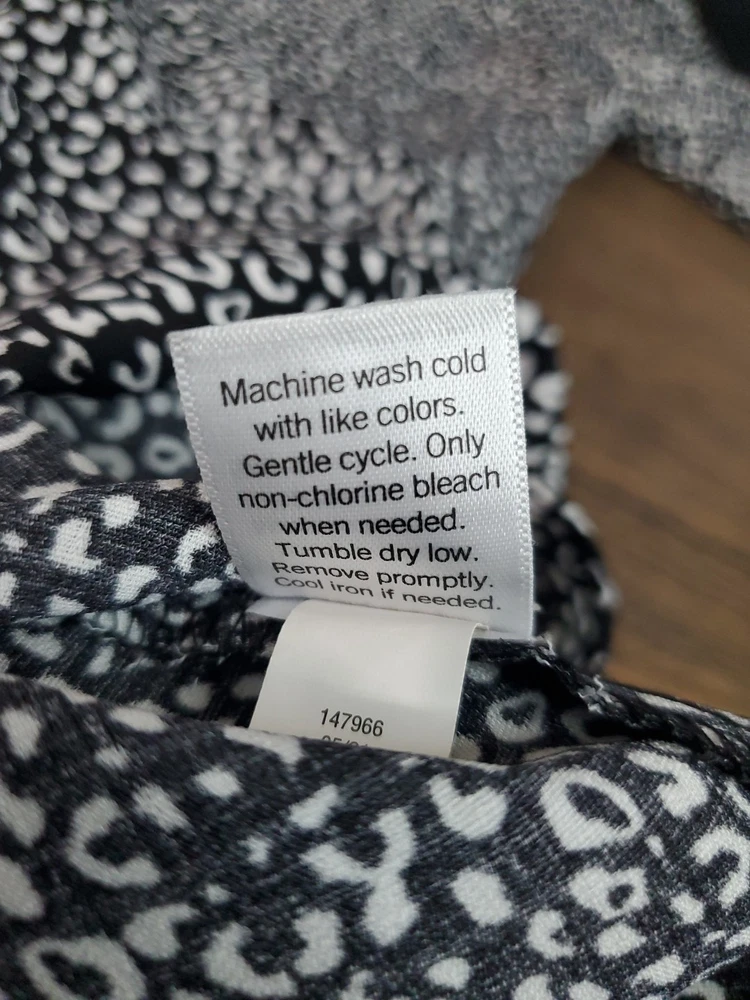 Machine wash cold
with like colors.
Gentle cycle. Only
non-chlorine bleach
when needed.
Tumble dry low.
Remove promptly.
Cool iron if needed.
147966